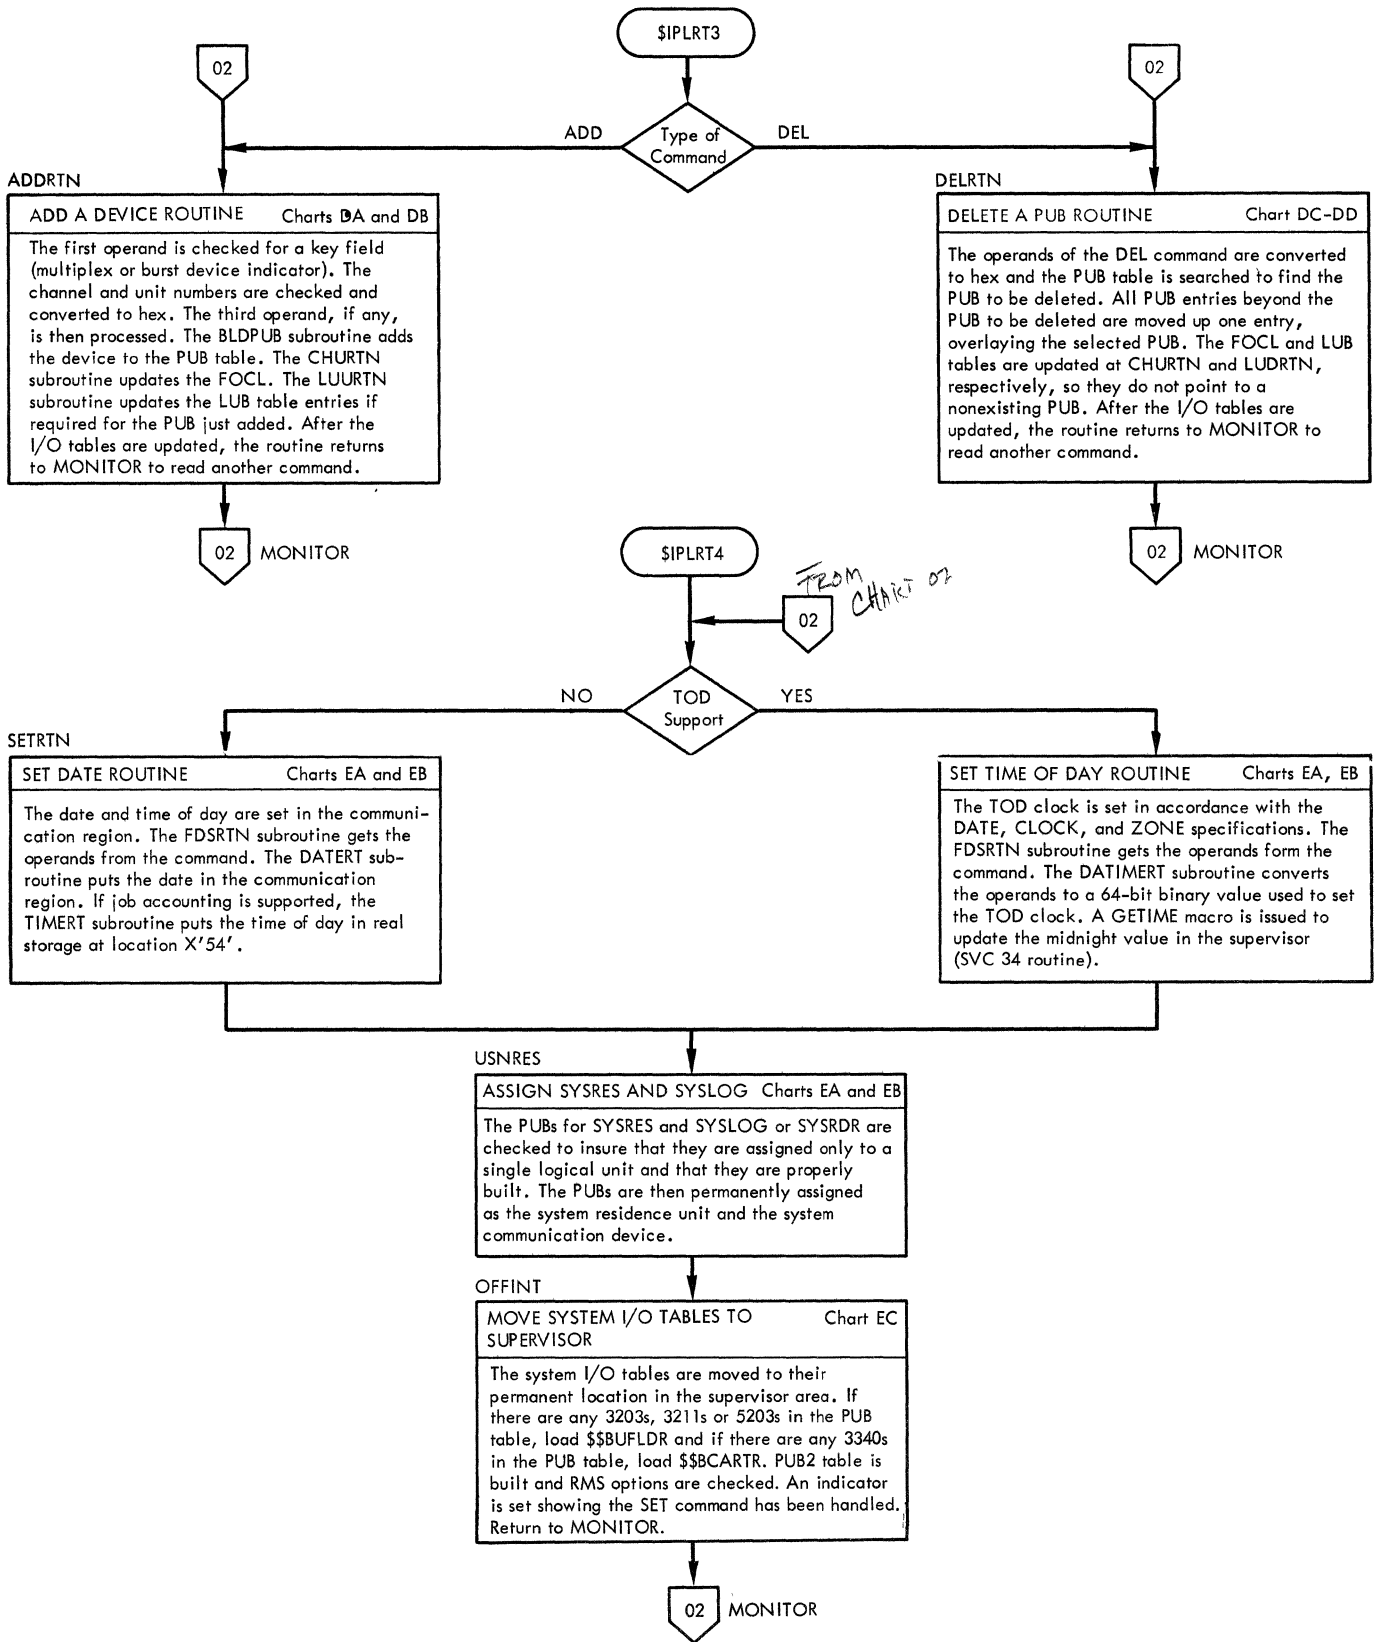 $IPLRT3
02
02
Type of
Command
ADD
DEL
ADDRTN
ADD A DEVICE ROUTINE Charts DA and DB
The first operand is checked for a key field
(multiplex or burst device indicator). The
channel and unit numbers are checked and
converted to hex. The third operand, if any,
is then processed. The BLDPUB subroutine adds
the device to the PUB table. The CHURTN
subroutine updates the FOCL. The LUURTN
subroutine updates the LUB table entries if
required for the PUB just added. After the
I/O tables are updated, the routine returns
to MONITOR to read another command.
02 MONITOR
DELRTN
DELETE A PUB ROUTINE Chart DC-DD
The operands of the DEL command are converted
to hex and the PUB table is searched to find the
PUB to be deleted. All PUB entries beyond the
PUB to be deleted are moved up one entry,
overlaying the selected PUB. The FOCL and LUB
tables are updated at CHURTN and LUDRTN,
respectively, so they do not point to a
nonexisting PUB. After the I/O tables are
updated, the routine returns to MONITOR to
read another command.
02 MONITOR
$IPLRT4
FROM
CHART 02
02
TOD
Support
NO
YES
SETRTN
SET DATE ROUTINE Charts EA and EB
The date and time of day are set in the communi-
cation region. The FDSRTN subroutine gets the
operands from the command. The DATERT sub-
routine puts the date in the communication
region. If job accounting is supported, the
TIMERT subroutine puts the time of day in real
storage at location X'54'.
SET TIME OF DAY ROUTINE Charts EA, EB
The TOD clock is set in accordance with the
DATE, CLOCK, and ZONE specifications. The
FDSRTN subroutine gets the operands form the
command. The DATIMERT subroutine converts
the operands to a 64-bit binary value used to set
the TOD clock. A GETIME macro is issued to
update the midnight value in the supervisor
(SVC 34 routine).
USNRES
ASSIGN SYSRES AND SYSLOG Charts EA and EB
The PUBs for SYSRES and SYSLOG or SYSRDR are
checked to insure that they are assigned only to a
single logical unit and that they are properly
built. The PUBs are then permanently assigned
as the system residence unit and the system
communication device.
OFFINT
MOVE SYSTEM I/O TABLES TO Chart EC
SUPERVISOR
The system I/O tables are moved to their
permanent location in the supervisor area. If
there are any 3203s, 3211s or 5203s in the PUB
table, load $$BUFLDR and if there are any 3340s
in the PUB table, load $$BCARTR. PUB2 table is
built and RMS options are checked. An indicator
is set showing the SET command has been handled.
Return to MONITOR.
02 MONITOR